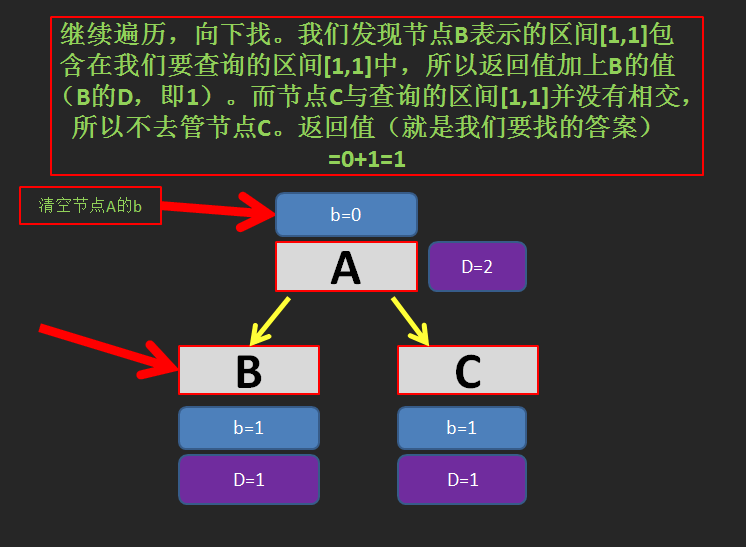 继续遍历，向下找。我们发现节点B表示的区间[1,1]包
含在我们要查询的区间[1,1]中，所以返回值加上B的值
（B的D，即1）。而节点C与查询的区间[1,1]并没有相交，
所以不去管节点C。返回值（就是我们要找的答案）
=0+1=1
清空节点A的b
b=0
A
D=2
B
C
b=1
b=1
D=1
D=1